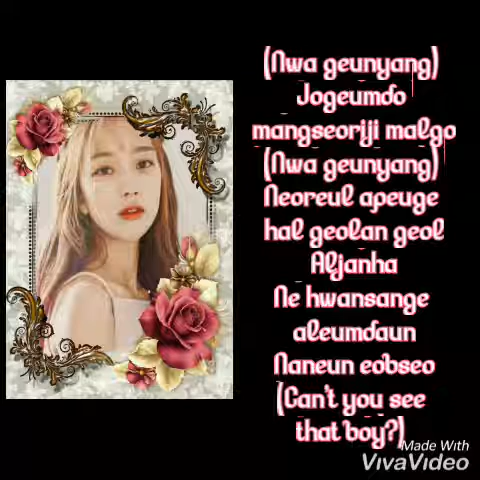 (Nwa geunyang)
Jogeumdo
mangseoriji malgo
(Nwa geunyang)
Neoreul apeuge
hal geolan geol
Aljanha
Ne hwansange
aleumdaun
Naneun eobseo
(Can't you see
that boy?)
Made With
VivaVideo